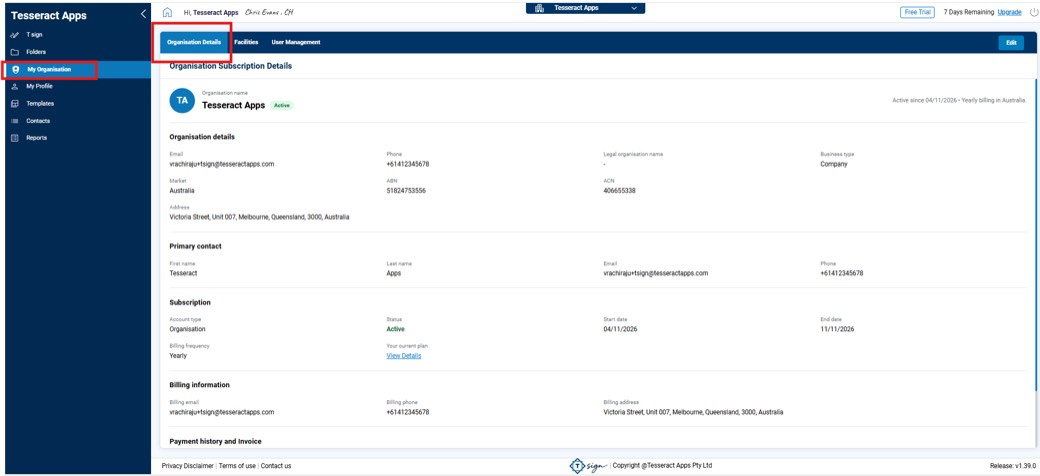 Tesseract Apps
Hi, Tesseract Apps Chris Evans . CH
Tesseract Apps
Free Trial 7 Days Remaining Upgrade
T sign
Folders
My Organisation
My Profile
Templates
Contacts
Reports
Organisation Details Facilities User Management Edit
Organisation Subscription Details
TA
Organisation name
Tesseract Apps Active
Active since 04/11/2026 • Yearly billing in Australia
Organisation details
Email Phone Legal organisation name Business type
vrachiraju+tsign@tesseractapps.com +61412345678 - Company
Market ABN ACN
Australia 51824753556 406655338
Address
Victoria Street, Unit 007, Melbourne, Queensland, 3000, Australia
Primary contact
First name Last name Email Phone
Tesseract Apps vrachiraju+tsign@tesseractapps.com +61412345678
Subscription
Account type Status Start date End date
Organisation Active 04/11/2026 11/11/2026
Billing frequency Your current plan
Yearly View Details
Billing information
Billing email Billing phone Billing address
vrachiraju+tsign@tesseractapps.com +61412345678 Victoria Street, Unit 007, Melbourne, Queensland, 3000, Australia
Payment history and Invoice
Privacy Disclaimer | Terms of use | Contact us
T sign | Copyright @Tesseract Apps Pty Ltd
Release: v1.39.0